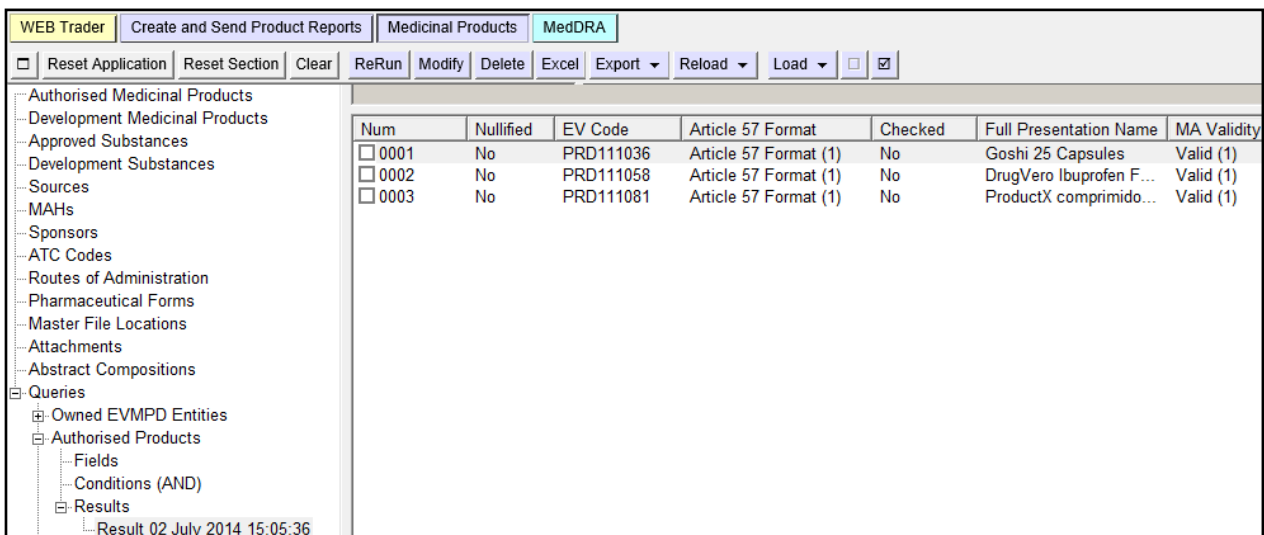 WEB Trader Create and Send Product Reports Medicinal Products MedDRA
Reset Application Reset Section Clear ReRun Modify Delete Excel Export Reload Load
Authorised Medicinal Products
Development Medicinal Products
Approved Substances
Development Substances
Sources
MAHs
Sponsors
ATC Codes
Routes of Administration
Pharmaceutical Forms
Master File Locations
Attachments
Abstract Compositions
Queries
Owned EVMPD Entities
Authorised Products
Fields
Conditions (AND)
Results
Result 02 July 2014 15:05:36
Num Nullified EV Code Article 57 Format Checked Full Presentation Name MA Validity
0001 No PRD111036 Article 57 Format (1) No Goshi 25 Capsules Valid (1)
0002 No PRD111058 Article 57 Format (1) No DrugVero Ibuprofen F... Valid (1)
0003 No PRD111081 Article 57 Format (1) No ProductX comprimido... Valid (1)